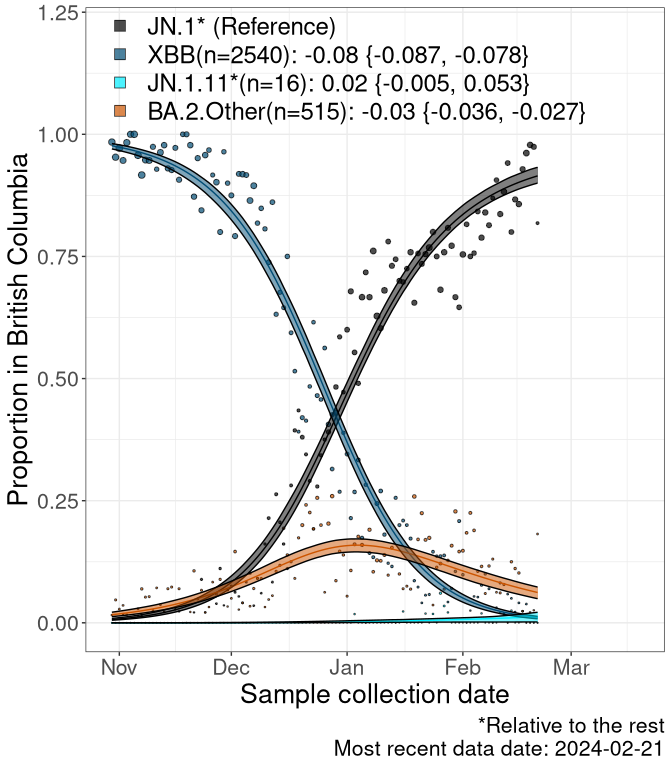 1.25
JN.1* (Reference)
XBB(n=2540): -0.08 {-0.087, -0.078}
JN.1.11*(n=16): 0.02 {-0.005, 0.053}
BA.2.Other(n=515): -0.03 {-0.036, -0.027}
1.00
0.75
0.50
0.25
0.00
Proportion in British Columbia
Nov Dec Jan Feb Mar
Sample collection date
*Relative to the rest
Most recent data date: 2024-02-21